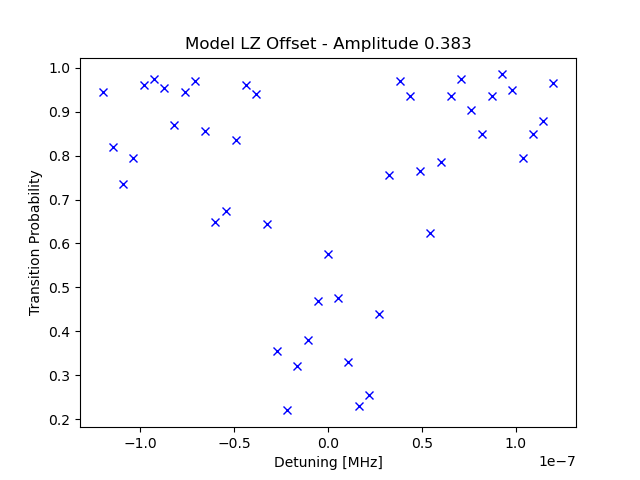 Model LZ Offset - Amplitude 0.383
1.0
0.9
0.8
0.7
0.6
0.5
0.4
0.3
0.2
Transition Probability
−1.0 −0.5 0.0 0.5 1.0
1e−7
Detuning [MHz]